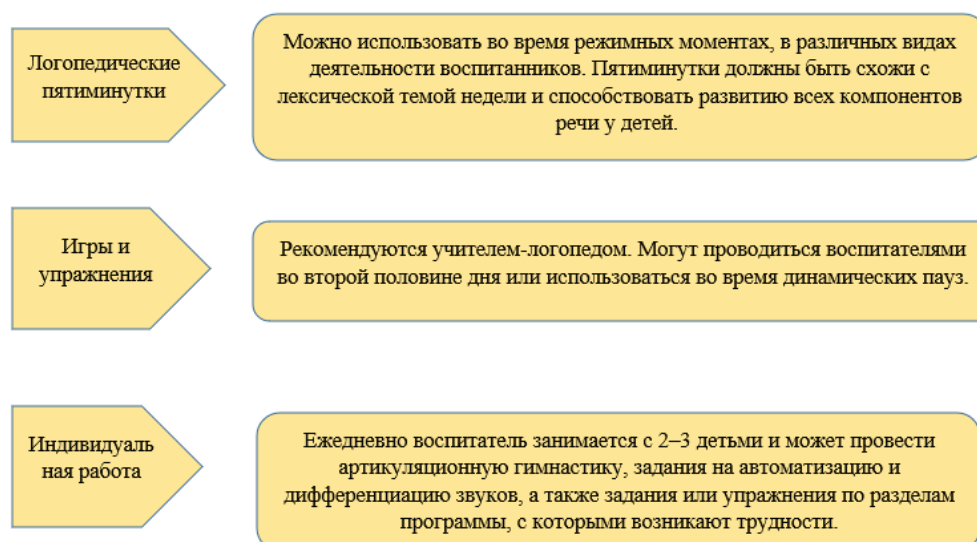 Логопедические
пятиминутки
Можно использовать во время режимных моментах, в различных видах
деятельности воспитанников. Пятиминутки должны быть схожи с
лексической темой недели и способствовать развитию всех компонентов
речи у детей.
Игры и
упражнения
Рекомендуются учителем-логопедом. Могут проводиться воспитателями
во второй половине дня или использоваться во время динамических пауз.
Индивидуаль
ная работа
Ежедневно воспитатель занимается с 2–3 детьми и может провести
артикуляционную гимнастику, задания на автоматизацию и
дифференциацию звуков, а также задания или упражнения по разделам
программы, с которыми возникают трудности.